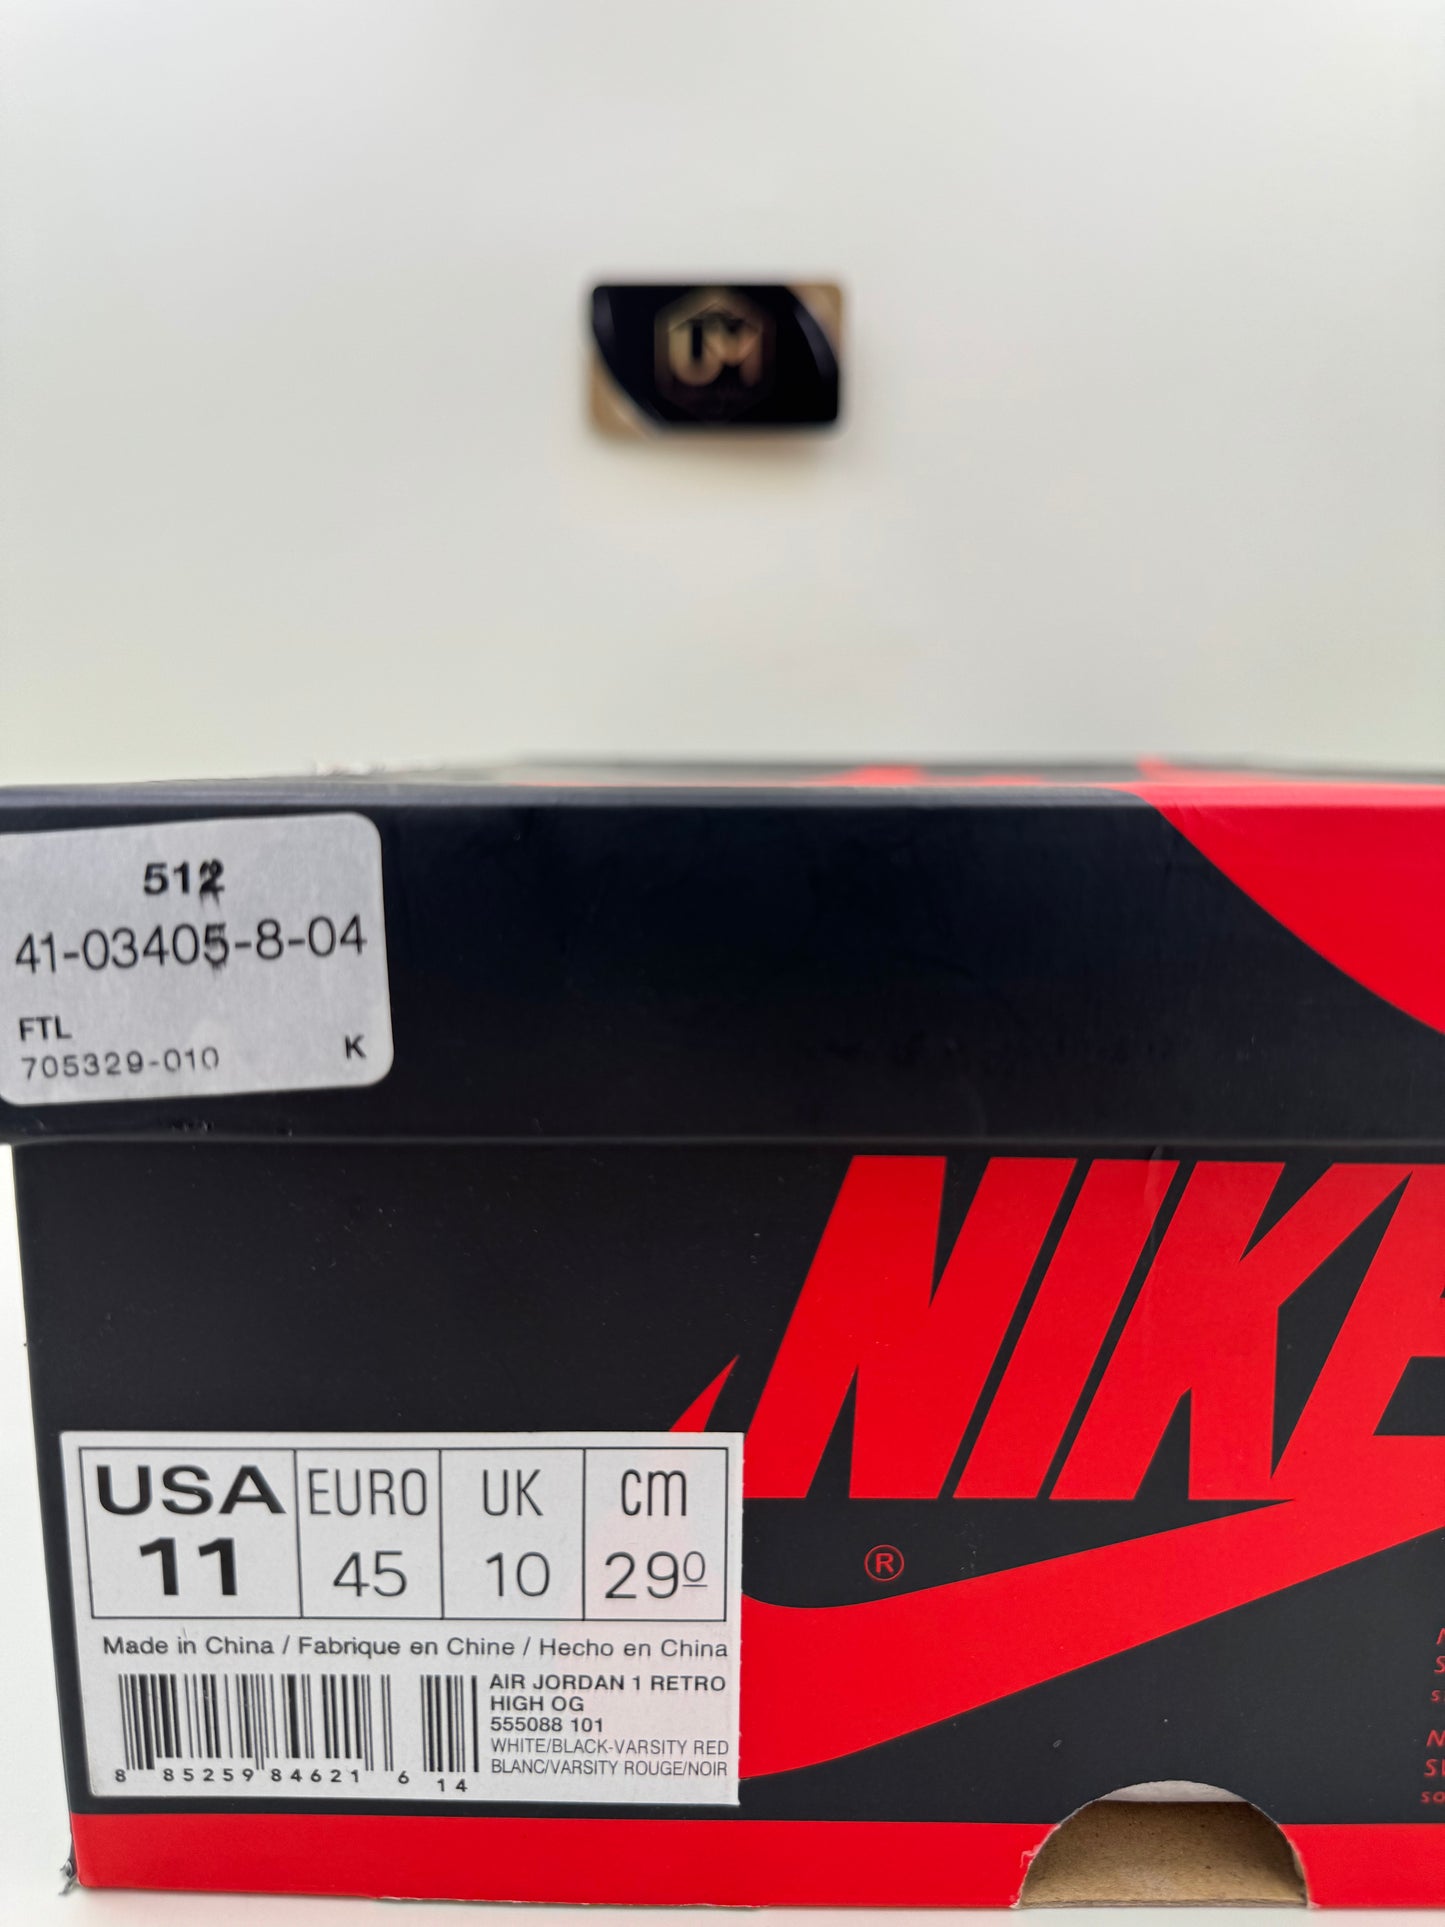 512
41-03405-8-04
FTL
705329-010
K
NIKE
®
USA EURO UK cm
11 45 10 290
Made in China / Fabrique en Chine / Hecho en China
AIR JORDAN 1 RETRO
HIGH OG
555088 101
WHITE/BLACK-VARSITY RED
BLANC/VARSITY ROUGE/NOIR
8 85259 84621 6 14